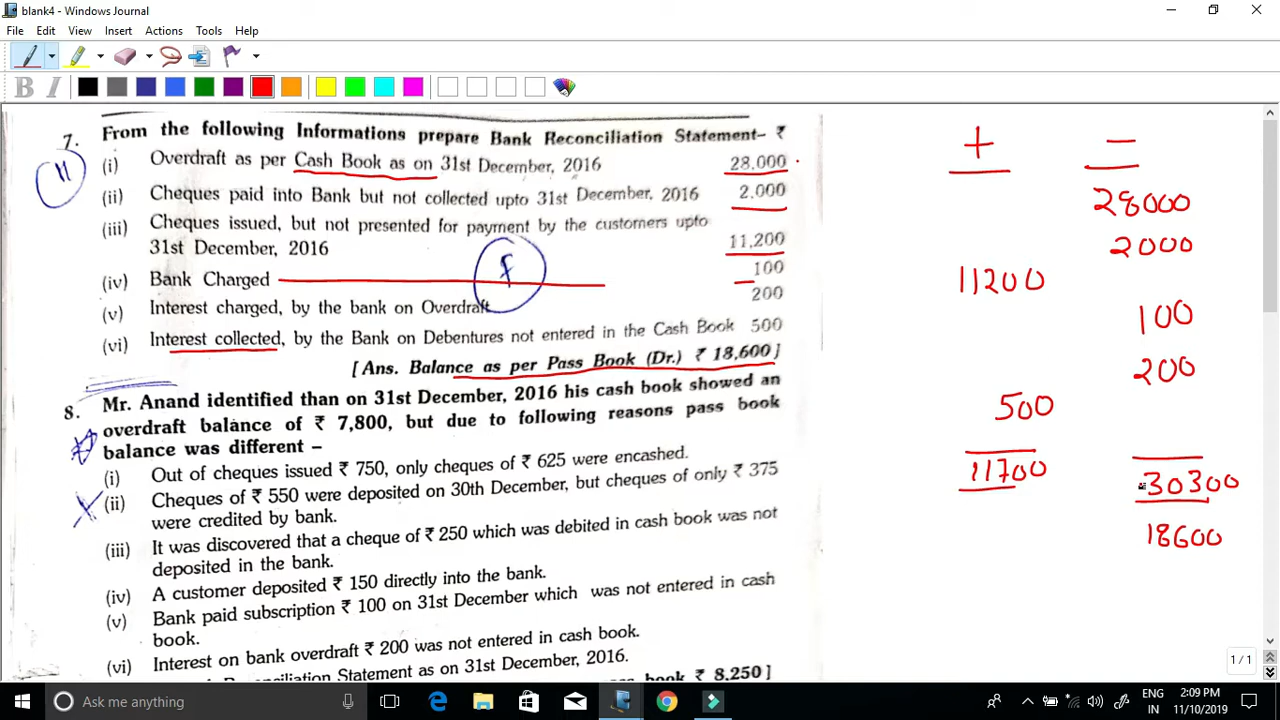 blank4 - Windows Journal
File Edit View Insert Actions Tools Help
B I
7. From the following Informations prepare Bank Reconciliation Statement– ₹
11
(i) Overdraft as per Cash Book as on 31st December, 2016 28.000
(ii) Cheques paid into Bank but not collected upto 31st December, 2016 2.000
(iii) Cheques issued, but not presented for payment by the customers upto
31st December, 2016 11,200
(iv) Bank Charged 100
(v) Interest charged, by the bank on Overdraft 200
(vi) Interest collected, by the Bank on Debentures not entered in the Cash Book 500
[Ans. Balance as per Pass Book (Dr.) ₹ 18,600]
8. Mr. Anand identified than on 31st December, 2016 his cash book showed an
overdraft balance of ₹ 7,800, but due to following reasons pass book
balance was different –
(i) Out of cheques issued ₹ 750, only cheques of ₹ 625 were encashed.
(ii) Cheques of ₹ 550 were deposited on 30th December, but cheques of only ₹ 375
were credited by bank.
(iii) It was discovered that a cheque of ₹ 250 which was debited in cash book was not
deposited in the bank.
(iv) A customer deposited ₹ 150 directly into the bank.
(v) Bank paid subscription ₹ 100 on 31st December which was not entered in cash
book.
(vi) Interest on bank overdraft ₹ 200 was not entered in cash book.
Statement as on 31st December, 2016.
book ₹ 8,250]
+ −
28000
2000
11200
100
200
500
11700 30300
18600
1 / 1
Ask me anything
ENG
IN
2:09 PM
11/10/2019